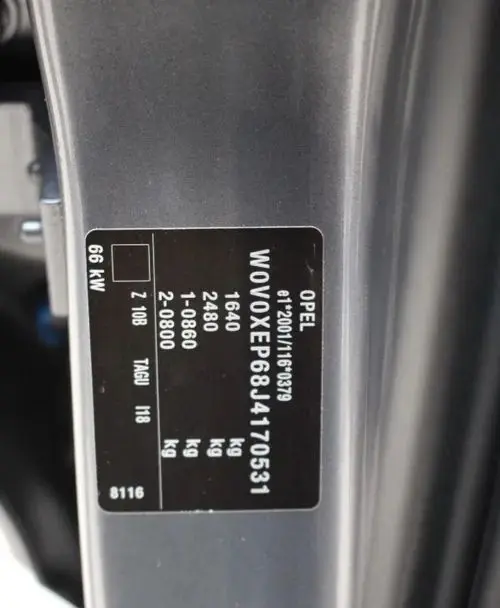 OPEL
e1*2001/116*0379
W0V0XEP68J4170531
1640 kg
2480 kg
1-0860 kg
2-0800 kg
Z 10B TAGU I18
66 kW 8116